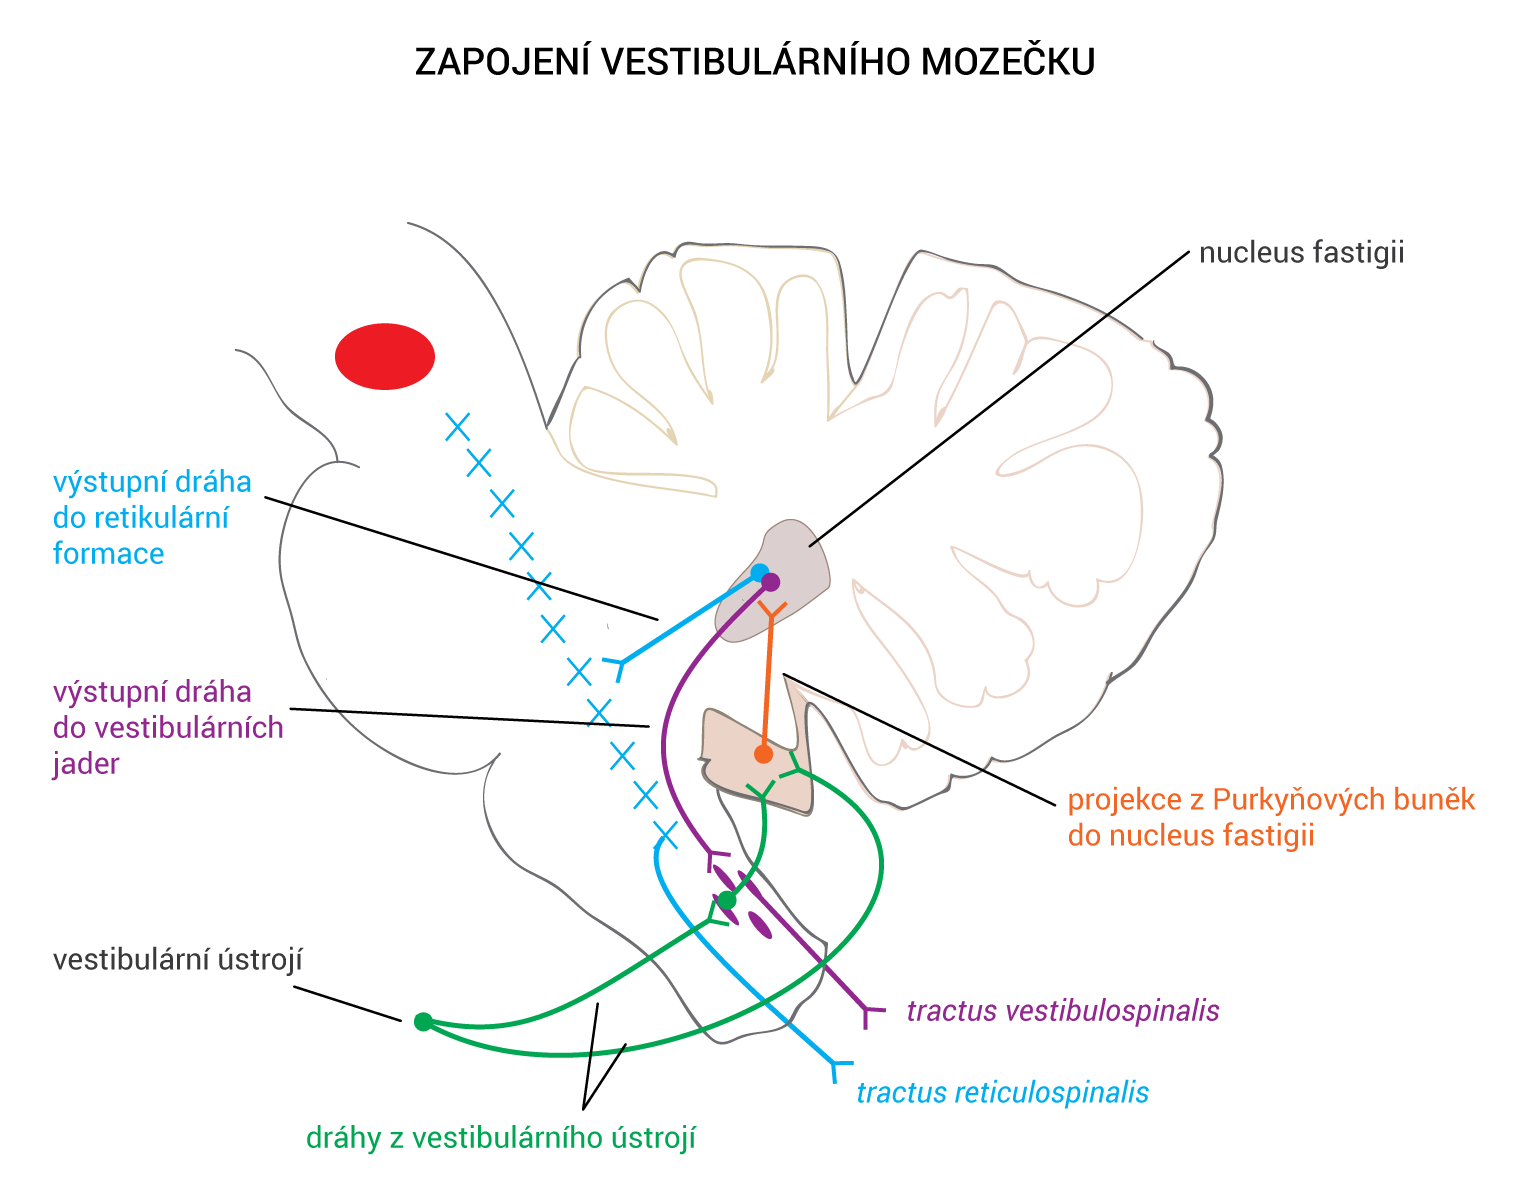 ZAPOJENÍ VESTIBULÁRNÍHO MOZEČKU
nucleus fastigii
výstupní dráha
do retikulární
formace
výstupní dráha
do vestibulárních
jader
projekce z Purkyňových buněk
do nucleus fastigii
vestibulární ústrojí
tractus vestibulospinalis
tractus reticulospinalis
dráhy z vestibulárního ústrojí